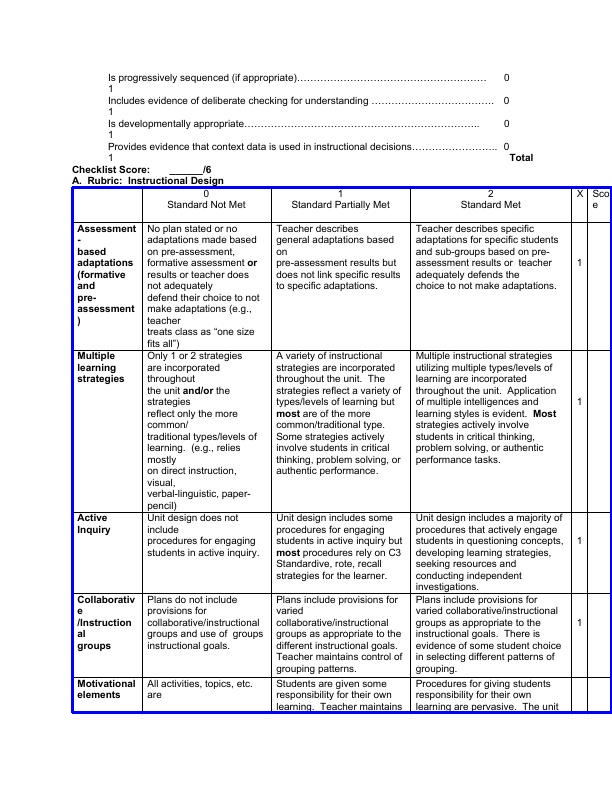 Is progressively sequenced (if appropriate)……………………………………………… 0
1
Includes evidence of deliberate checking for understanding ……………………………. 0
1
Is developmentally appropriate……………………………………………………….. 0
1
Provides evidence that context data is used in instructional decisions…………………….. 0
1 Total
Checklist Score: ______/6
A. Rubric: Instructional Design
0
Standard Not Met
1
Standard Partially Met
2
Standard Met
X
Sco
e
Assessment
-
based
adaptations
(formative
and
pre-
assessment
)
No plan stated or no
adaptations made based
on pre-assessment,
formative assessment or
results or teacher does
not adequately
defend their choice to not
make adaptations (e.g.,
teacher
treats class as “one size
fits all”)
Teacher describes
general adaptations based
on
pre-assessment results but
does not link specific results
to specific adaptations.
Teacher describes specific
adaptations for specific students
and sub-groups based on pre-
assessment results or teacher
adequately defends the
choice to not make adaptations.
1
Multiple
learning
strategies
Only 1 or 2 strategies
are incorporated
throughout
the unit and/or the
strategies
reflect only the more
common/
traditional types/levels of
learning. (e.g., relies
mostly
on direct instruction,
visual,
verbal-linguistic, paper-
pencil)
A variety of instructional
strategies are incorporated
throughout the unit. The
strategies reflect a variety of
types/levels of learning but
most are of the more
common/traditional type.
Some strategies actively
involve students in critical
thinking, problem solving, or
authentic performance.
Multiple instructional strategies
utilizing multiple types/levels of
learning are incorporated
throughout the unit. Application
of multiple intelligences and
learning styles is evident. Most
strategies actively involve
students in critical thinking,
problem solving, or authentic
performance tasks.
1
Active
Inquiry
Unit design does not
include
procedures for engaging
students in active inquiry.
Unit design includes some
procedures for engaging
students in active inquiry but
most procedures rely on C3
Standardive, rote, recall
strategies for the learner.
Unit design includes a majority of
procedures that actively engage
students in questioning concepts,
developing learning strategies,
seeking resources and
conducting independent
investigations.
1
Collaborativ
e
/Instruction
al
groups
Plans do not include
provisions for
collaborative/instructional
groups and use of groups
instructional goals.
Plans include provisions for
varied
collaborative/instructional
groups as appropriate to the
different instructional goals.
Teacher maintains control of
grouping patterns.
Plans include provisions for
varied collaborative/instructional
groups as appropriate to the
instructional goals. There is
evidence of some student choice
in selecting different patterns of
grouping.
1
Motivational
elements
All activities, topics, etc.
are
Students are given some
responsibility for their own
learning. Teacher maintains
Procedures for giving students
responsibility for their own
learning are pervasive. The unit